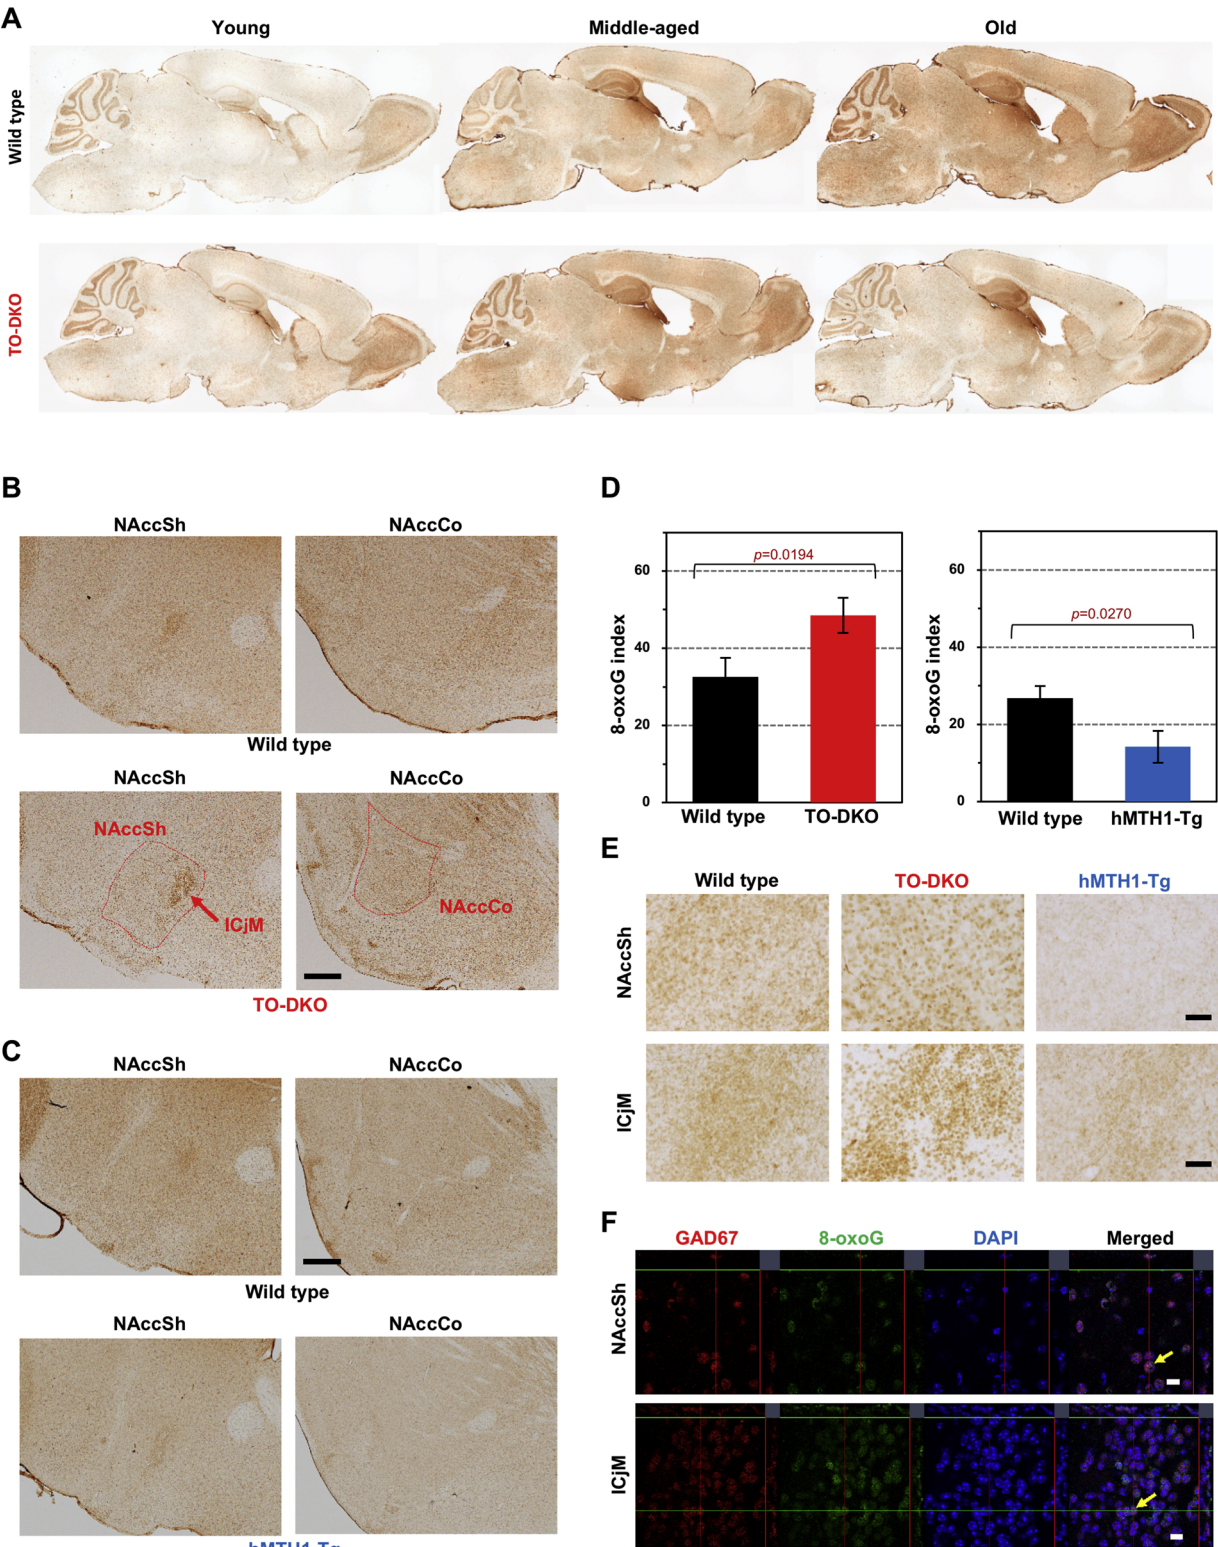 A
Young
Middle-aged
Old
Wild type
TO-DKO
B
NAccSh
NAccCo
Wild type
NAccSh
NAccCo
NAccSh
ICjM
NAccCo
TO-DKO
C
NAccSh
NAccCo
Wild type
NAccSh
NAccCo
hMTH1-Tg
D
8-oxoG index
60
40
20
0
p=0.0194
Wild type
TO-DKO
8-oxoG index
60
40
20
0
p=0.0270
Wild type
hMTH1-Tg
E
Wild type
TO-DKO
hMTH1-Tg
NAccSh
ICjM
F
GAD67
8-oxoG
DAPI
Merged
NAccSh
ICjM